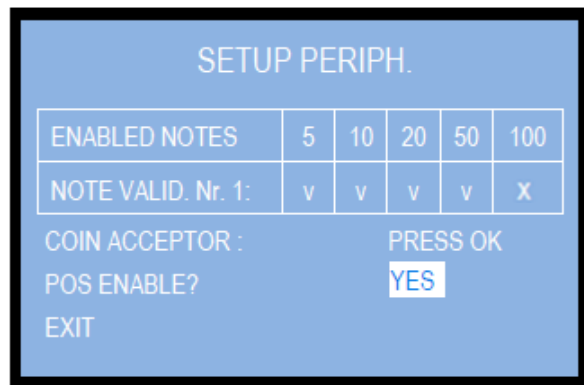 SETUP PERIPH.
ENABLED NOTES 5 10 20 50 100
NOTE VALID. Nr. 1: v v v v x
COIN ACCEPTOR : PRESS OK
POS ENABLE? YES
EXIT